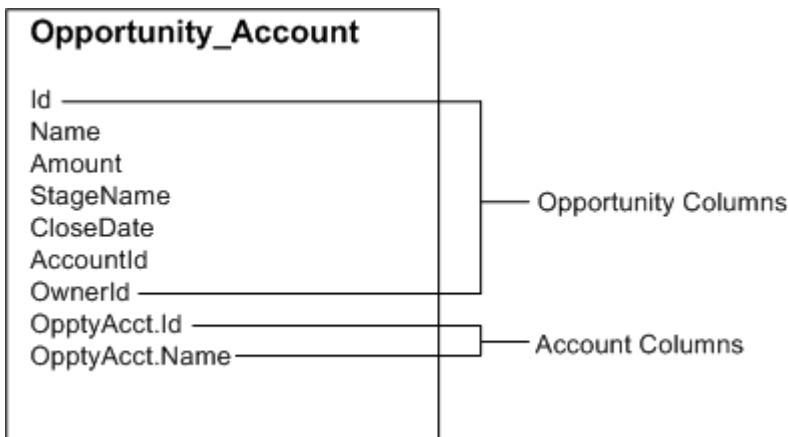 Opportunity_Account
Id
Name
Amount
StageName
CloseDate
AccountId
OwnerId
OpptyAcct.Id
OpptyAcct.Name
Opportunity Columns
Account Columns